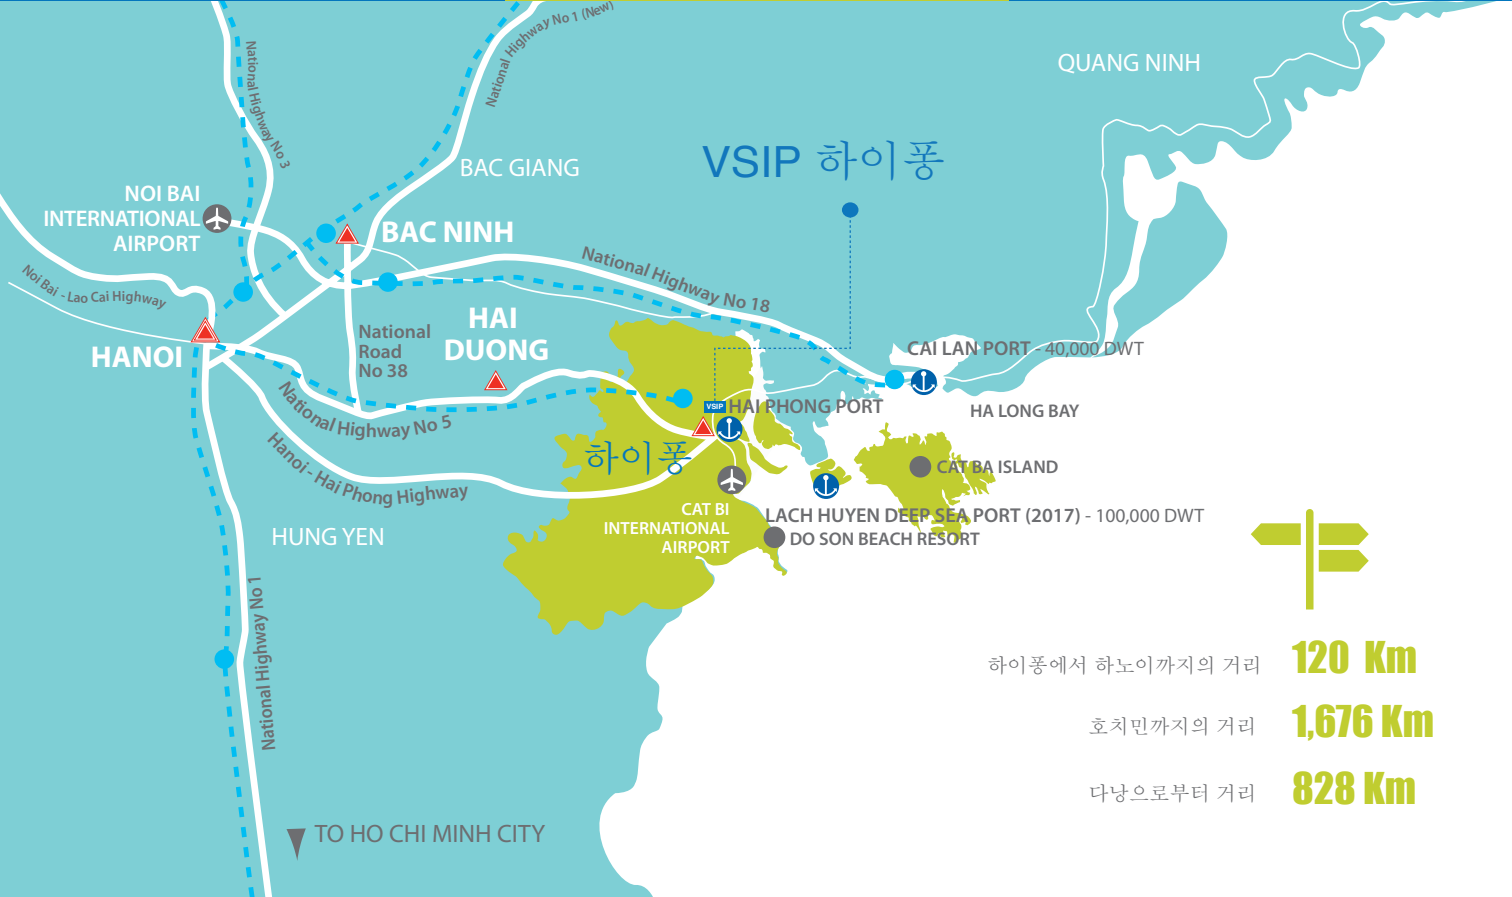 National Highway No 1 (New)
National Highway No 3
QUANG NINH
VSIP 하이퐁
BAC GIANG
NOI BAI
INTERNATIONAL
AIRPORT
BAC NINH
National Highway No 18
Noi Bai - Lao Cai Highway
HANOI
National
Road
No 38
HAI
DUONG
CAI LAN PORT - 40,000 DWT
VSIP
HAI PHONG PORT
HA LONG BAY
National Highway No 5
하이퐁
Hanoi - Hai Phong Highway
CAT BA ISLAND
CAT BI
INTERNATIONAL
AIRPORT
LACH HUYEN DEEP SEA PORT (2017) - 100,000 DWT
DO SON BEACH RESORT
HUNG YEN
National Highway No 1
하이퐁에서 하노이까지의 거리 120 Km
호치민까지의 거리 1,676 Km
다낭으로부터 거리 828 Km
TO HO CHI MINH CITY